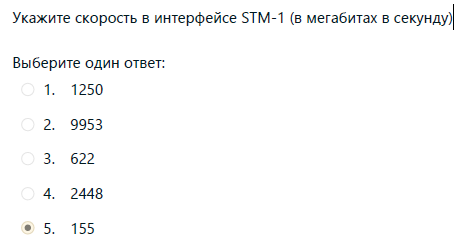 Укажите скорость в интерфейсе STM-1 (в мегабитах в секунду)
Выберите один ответ:
1. 1250
2. 9953
3. 622
4. 2448
5. 155